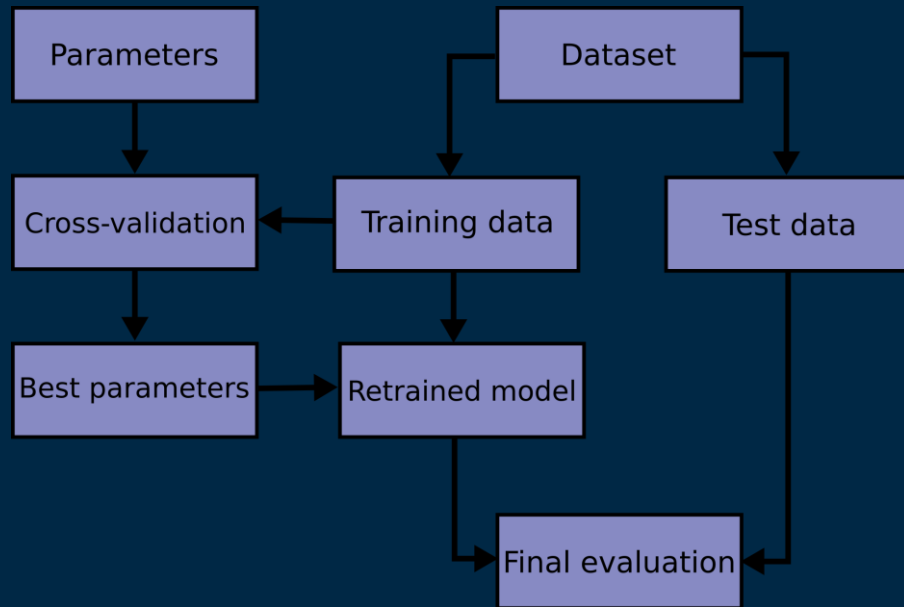 Parameters
Dataset
Cross-validation
Training data
Test data
Best parameters
Retrained model
Final evaluation